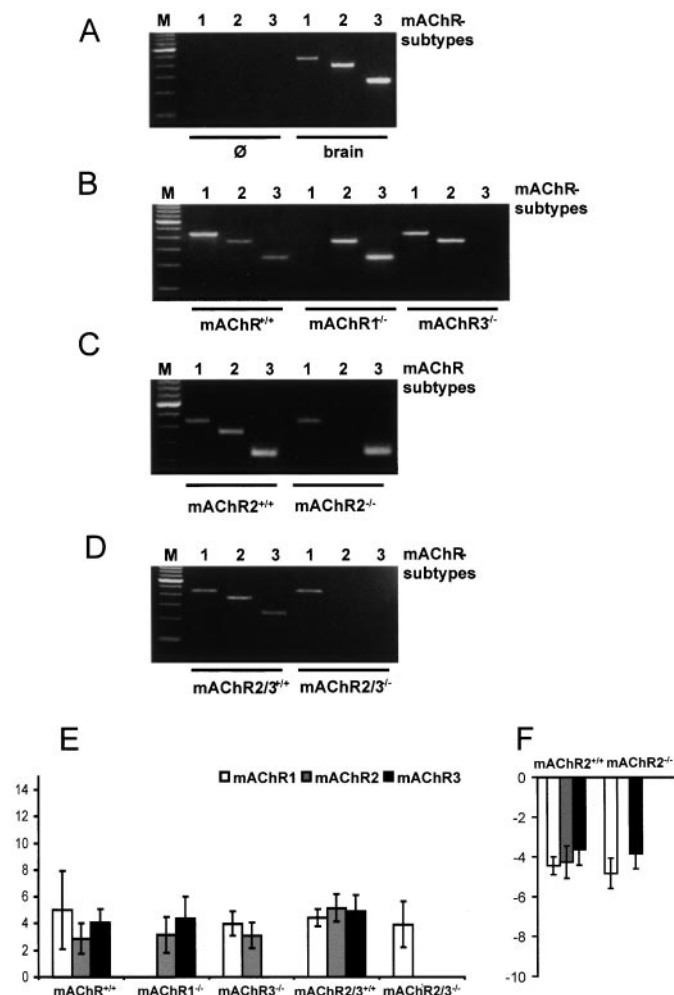 A
M 1 2 3 1 2 3 mAChR-
subtypes
Ø brain
B
M 1 2 3 1 2 3 1 2 3 mAChR-
subtypes
mAChR+/+ mAChR1-/- mAChR3-/-
C
M 1 2 3 1 2 3 mAChR
subtypes
mAChR2+/+ mAChR2-/-
D
M 1 2 3 1 2 3 mAChR-
subtypes
mAChR2/3+/+ mAChR2/3-/-
E
mAChR1 mAChR2 mAChR3
14
12
10
8
6
4
2
0
mAChR+/+ mAChR1-/- mAChR3-/- mAChR2/3+/+ mAChR2/3-/-
F
mAChR2+/+ mAChR2-/-
0
-2
-4
-6
-8
-10